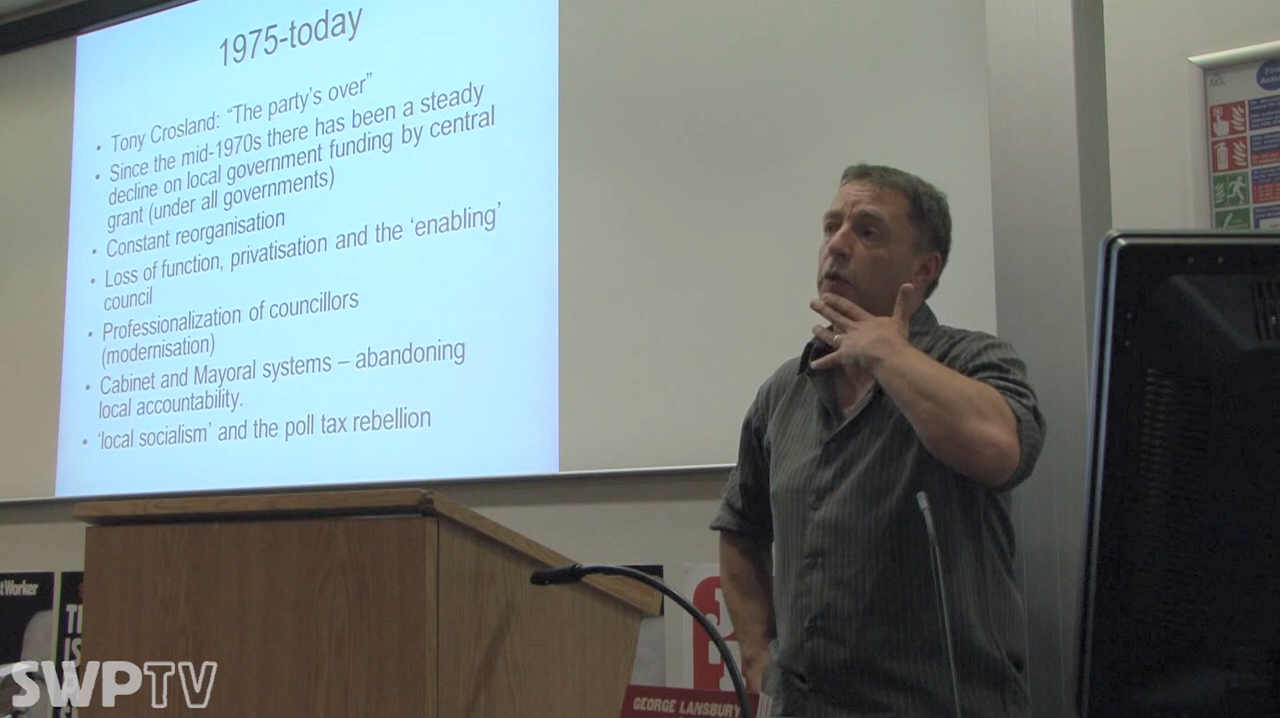 1975-today
• Tony Crosland: “The party’s over”
• Since the mid-1970s there has been a steady
decline on local government funding by central
grant (under all governments)
• Constant reorganisation
• Loss of function, privatisation and the ‘enabling’
council
• Professionalization of councillors
(modernisation)
• Cabinet and Mayoral systems – abandoning
local accountability.
• ‘local socialism’ and the poll tax rebellion
tWorker
SWPTV
GEORGE LANSBURY